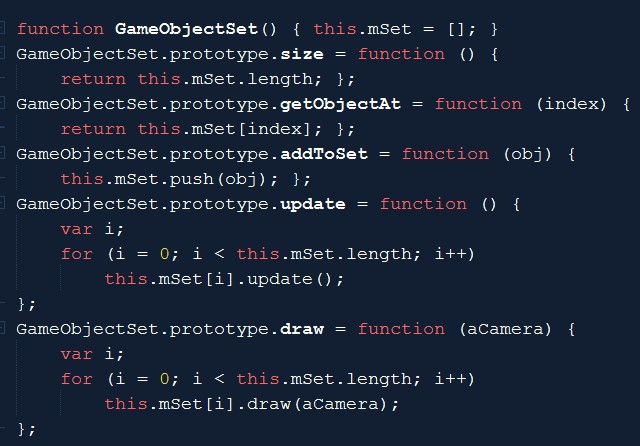 function GameObjectSet() { this.mSet = []; }
GameObjectSet.prototype.size = function () {
    return this.mSet.length; };
GameObjectSet.prototype.getObjectAt = function (index) {
    return this.mSet[index]; };
GameObjectSet.prototype.addToSet = function (obj) {
    this.mSet.push(obj); };
GameObjectSet.prototype.update = function () {
    var i;
    for (i = 0; i < this.mSet.length; i++)
        this.mSet[i].update();
};
GameObjectSet.prototype.draw = function (aCamera) {
    var i;
    for (i = 0; i < this.mSet.length; i++)
        this.mSet[i].draw(aCamera);
};